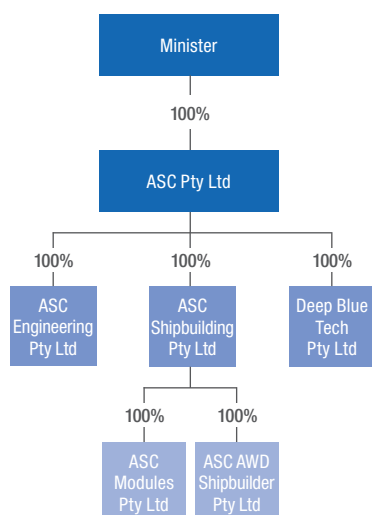 Minister
100%
ASC Pty Ltd
100%
100%
100%
ASC
Engineering
Pty Ltd
ASC
Shipbuilding
Pty Ltd
Deep Blue
Tech
Pty Ltd
100%
100%
ASC
Modules
Pty Ltd
ASC AWD
Shipbuilder
Pty Ltd